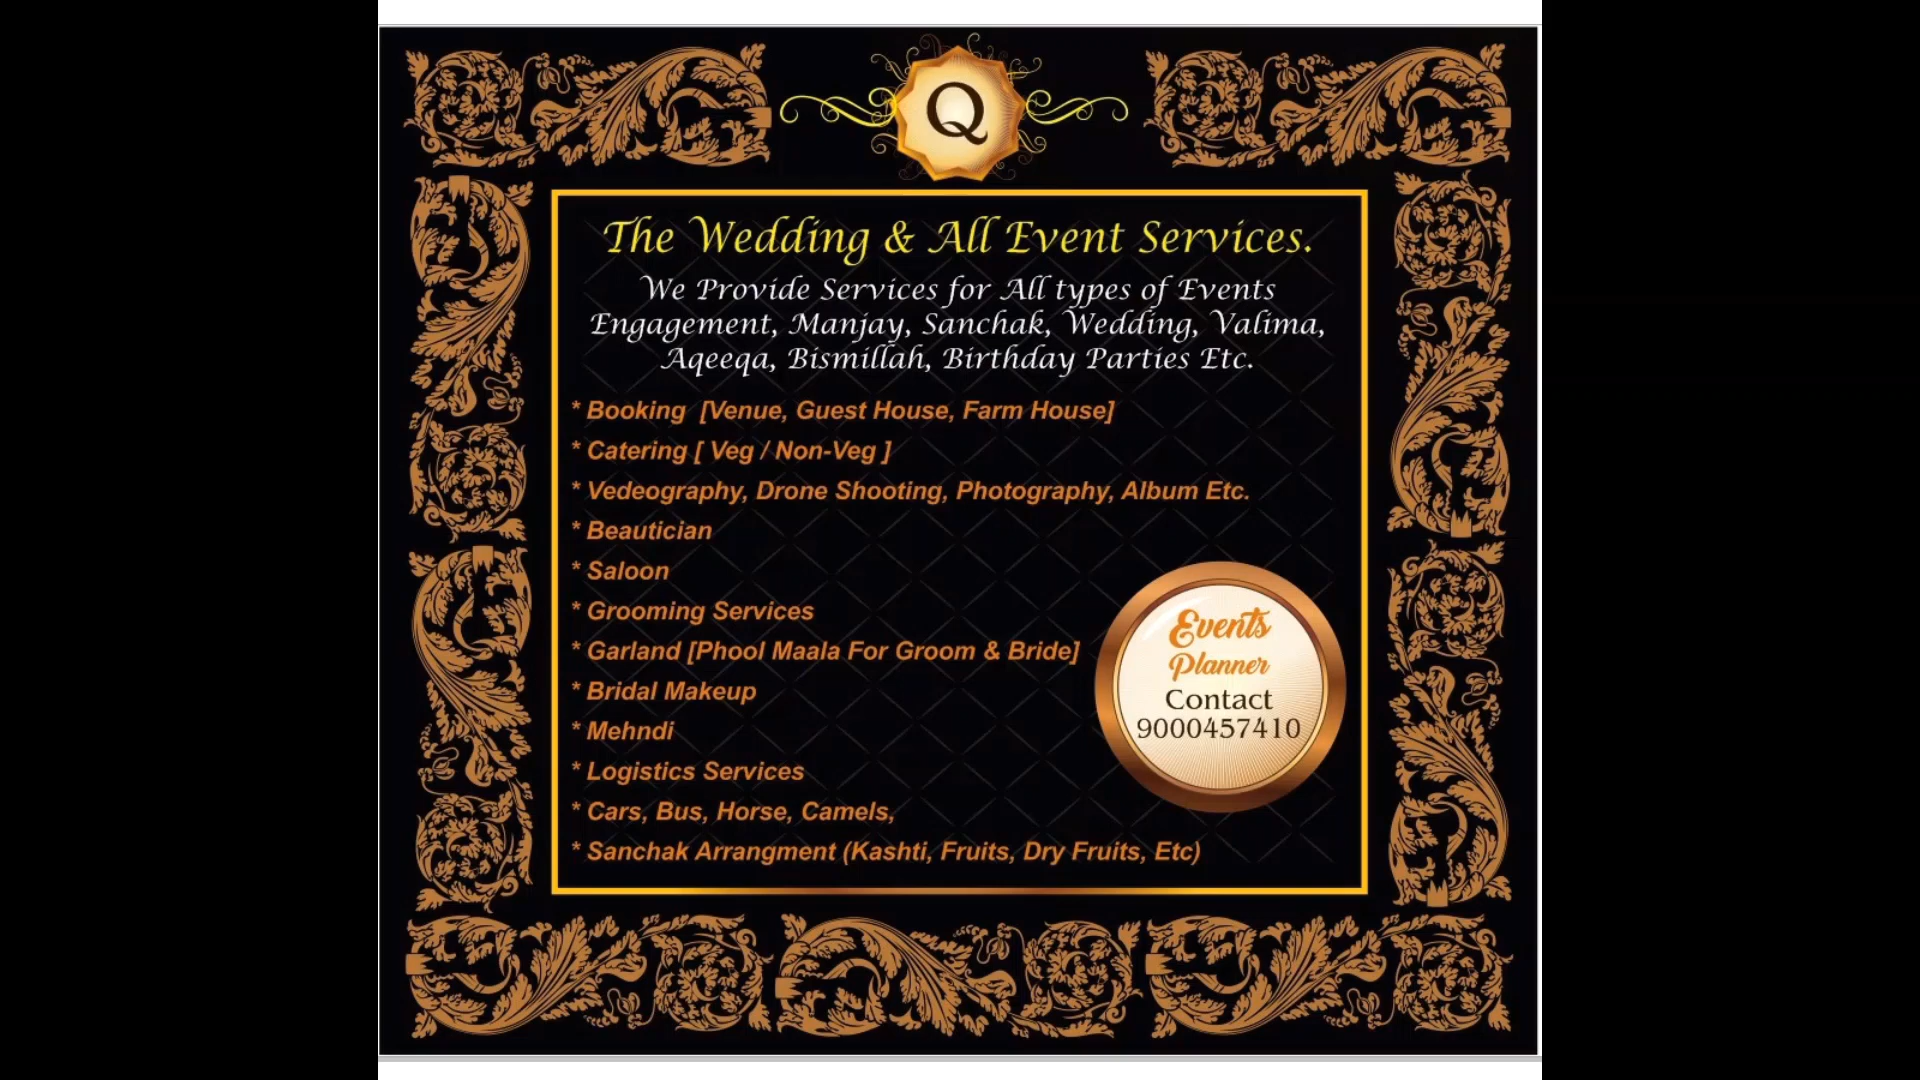 Q
The Wedding & All Event Services.
We Provide Services for All types of Events
Engagement, Manjay, Sanchak, Wedding, Valima,
Aqeeqa, Bismillah, Birthday Parties Etc.
* Booking [Venue, Guest House, Farm House]
* Catering [ Veg / Non-Veg ]
* Vedeography, Drone Shooting, Photography, Album Etc.
* Beautician
* Saloon
* Grooming Services
* Garland [Phool Maala For Groom & Bride]
* Bridal Makeup
* Mehndi
* Logistics Services
* Cars, Bus, Horse, Camels,
* Sanchak Arrangment (Kashti, Fruits, Dry Fruits, Etc)
Events
Planner
Contact
9000457410